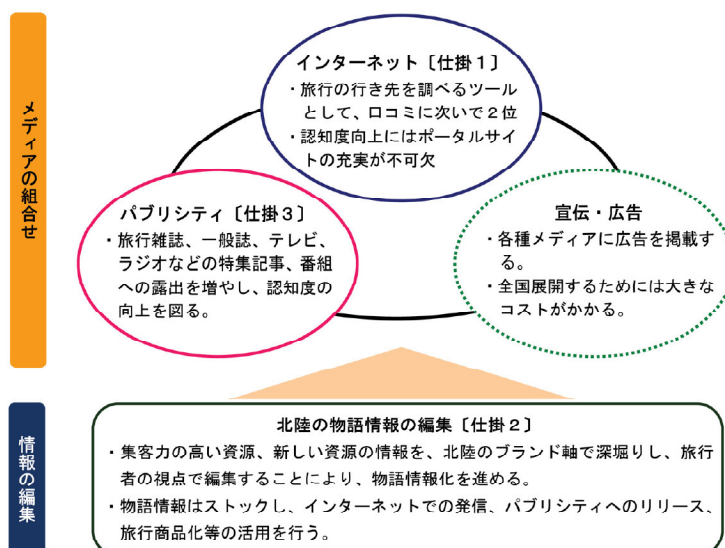 メディアの組合せ
インターネット〔仕掛1〕
・旅行の行き先を調べるツール
として、口コミに次いで2位
・認知度向上にはポータルサイ
トの充実が不可欠
パブリシティ〔仕掛3〕
・旅行雑誌、一般誌、テレビ、
ラジオなどの特集記事、番組
への露出を増やし、認知度の
向上を図る。
宣伝・広告
・各種メディアに広告を掲載す
る。
・全国展開するためには大きな
コストがかかる。
情報の編集
北陸の物語情報の編集〔仕掛2〕
・集客力の高い資源、新しい資源の情報を、北陸のブランド軸で深堀りし、旅行
者の視点で編集することにより、物語情報化を進める。
・物語情報はストックし、インターネットでの発信、パブリシティへのリリース、
旅行商品化等の活用を行う。